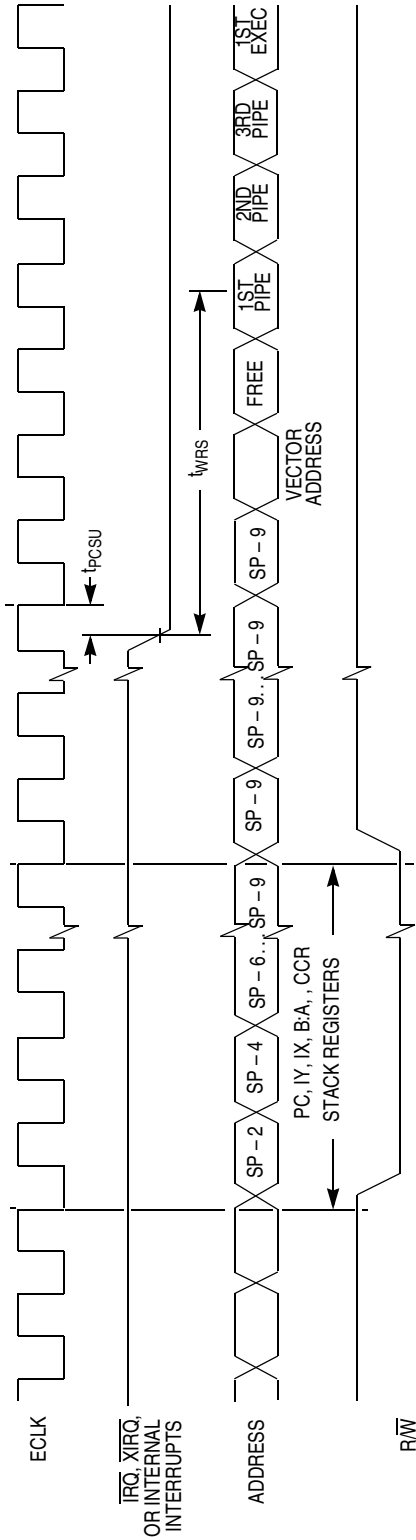 ECLK
t PCSU
IRQ, XIRQ,
OR INTERNAL
INTERRUPTS
t WRS
ADDRESS
SP – 2
SP – 4
SP – 6...
SP – 9
SP – 9
SP – 9...
SP – 9
SP – 9
VECTOR
ADDRESS
FREE
1ST
PIPE
2ND
PIPE
3RD
PIPE
1ST
EXEC
PC, IY, IX, B:A, , CCR
STACK REGISTERS
R/W